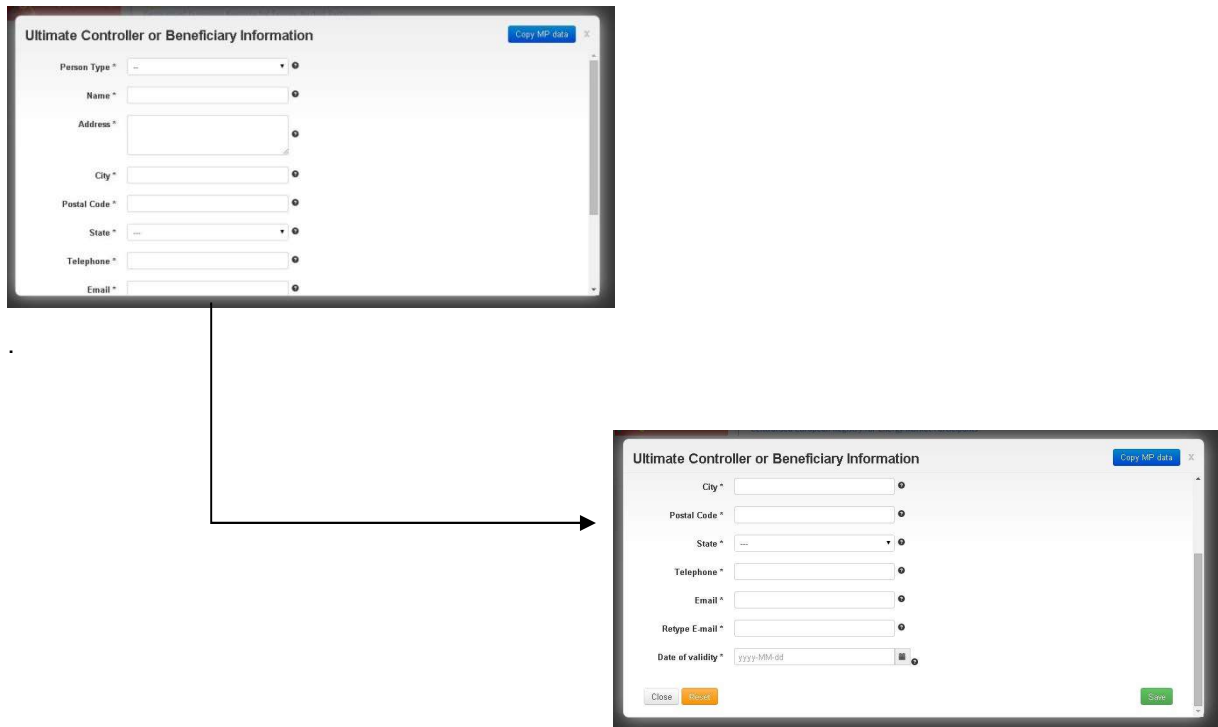 Ultimate Controller or Beneficiary Information
Copy MP data
x
Person Type *
--
Name *
Address *
City *
Postal Code *
State *
---
Telephone *
Email *
.
Ultimate Controller or Beneficiary Information
Copy MP data
x
City *
Postal Code *
State *
---
Telephone *
Email *
Retype E-mail *
Date of validity * yyyy-MM-dd
Close Reset Save